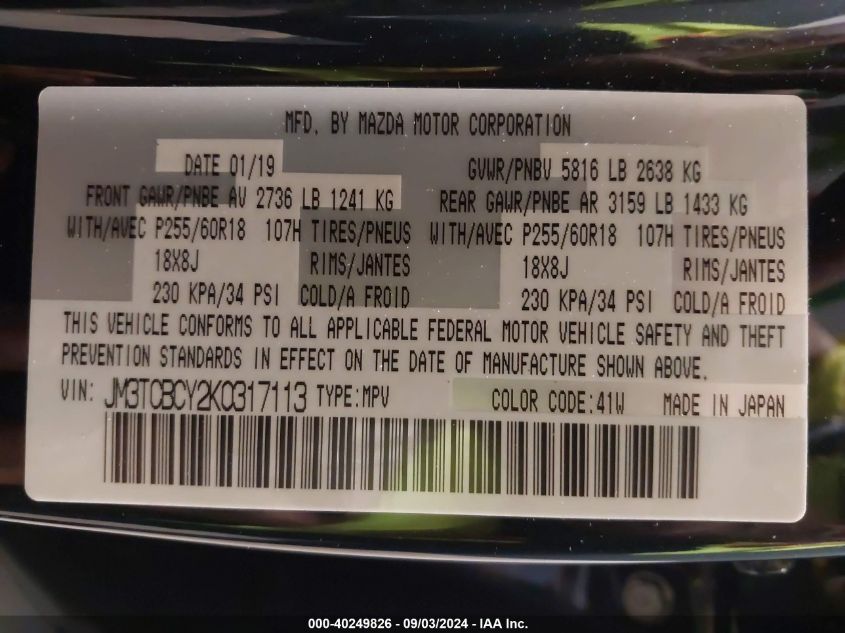 MFD. BY MAZDA MOTOR CORPORATION
DATE 01/19 GVWR/PNBV 5816 LB 2638 KG
FRONT GAWR/PNBE AV 2736 LB 1241 KG REAR GAWR/PNBE AR 3159 LB 1433 KG
WITH/AVEC P255/60R18 107H TIRES/PNEUS WITH/AVEC P255/60R18 107H TIRES/PNEUS
18X8J RIMS/JANTES 18X8J RIMS/JANTES
230 KPA/34 PSI COLD/A FROID 230 KPA/34 PSI COLD/A FROID
THIS VEHICLE CONFORMS TO ALL APPLICABLE FEDERAL MOTOR VEHICLE SAFETY AND THEFT
PREVENTION STANDARDS IN EFFECT ON THE DATE OF MANUFACTURE SHOWN ABOVE.
VIN: JM3TCBCY2K0317113 TYPE:MPV COLOR CODE:41W MADE IN JAPAN
000-40249826 - 09/03/2024 - IAA Inc.